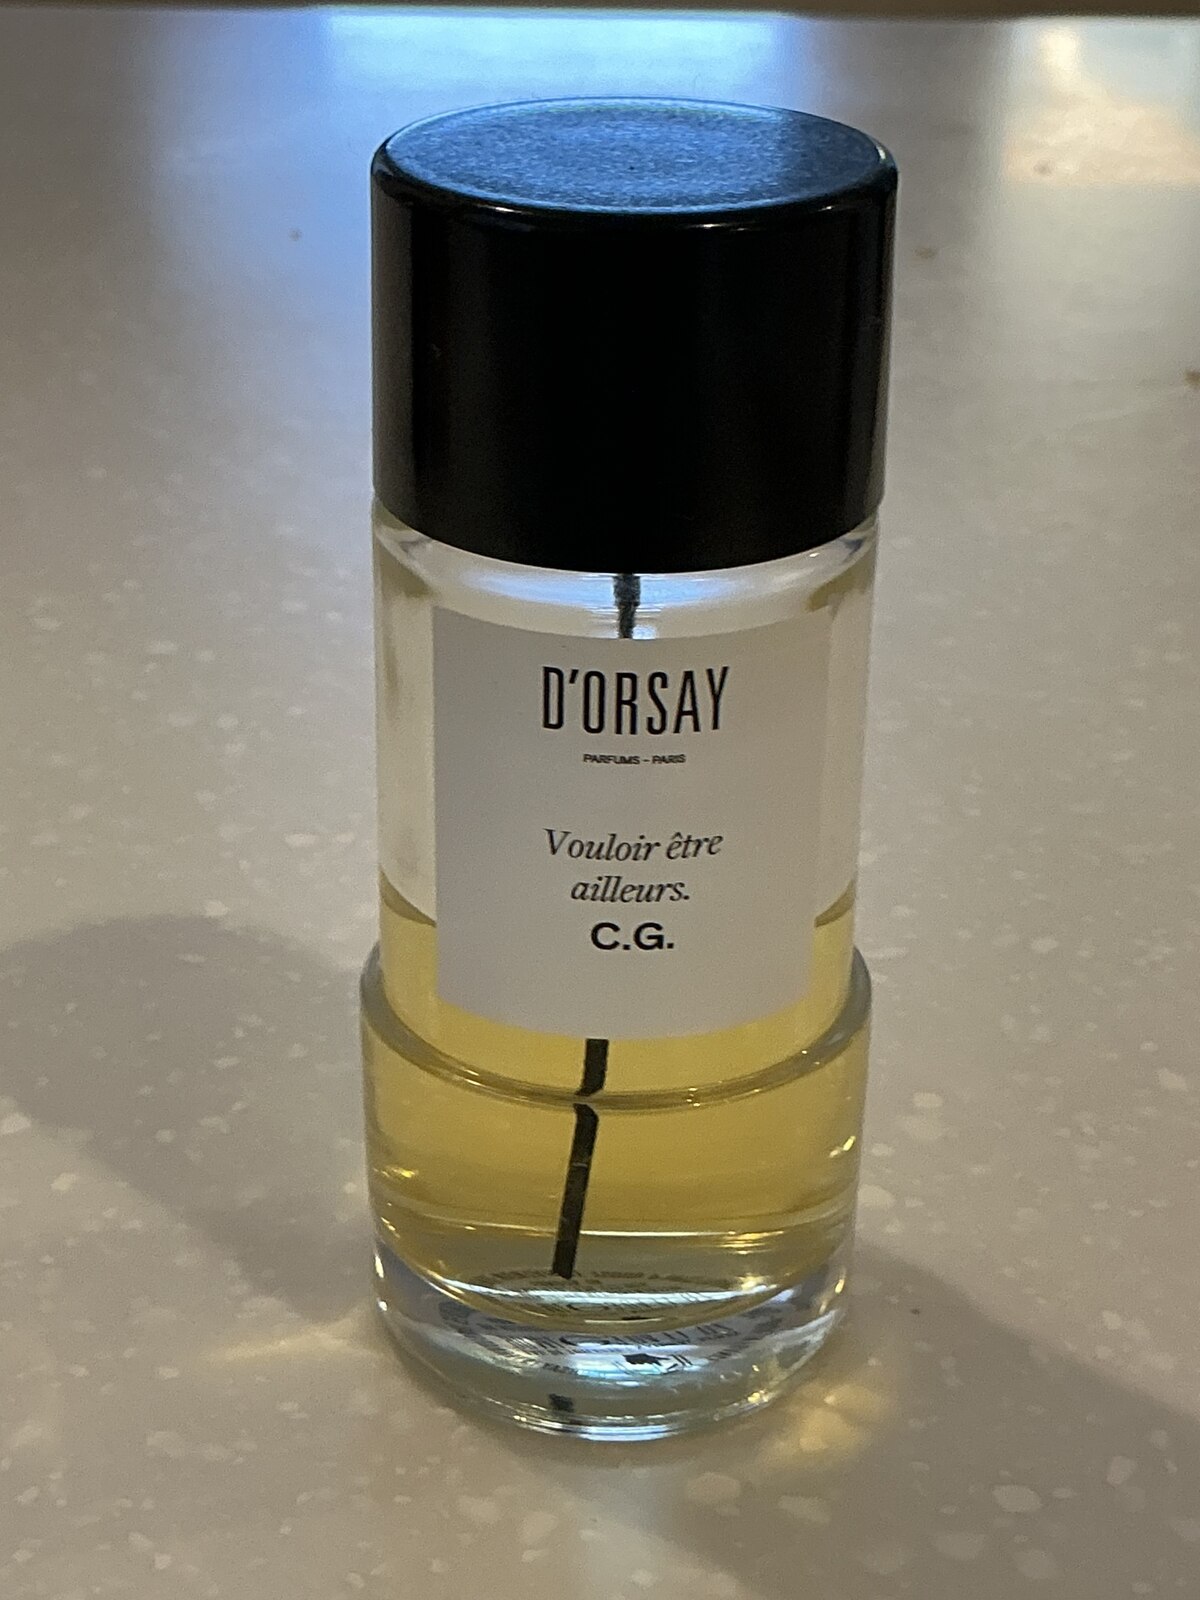 D'ORSAY
PARFUMS - PARIS
Vouloir être
ailleurs.
C.G.